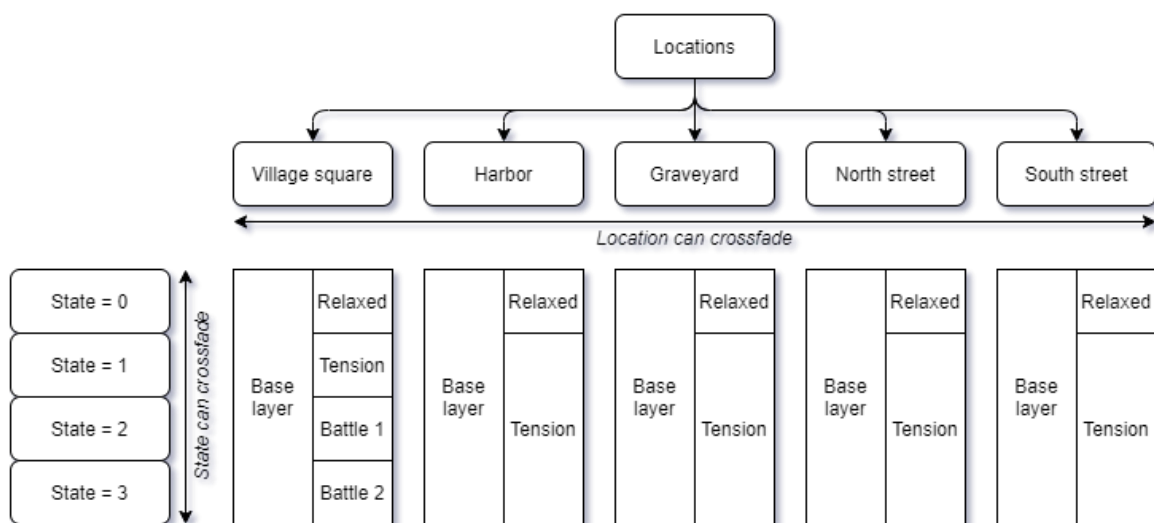 Locations
Village square
Harbor
Graveyard
North street
South street
Location can crossfade
State = 0
State = 1
State = 2
State = 3
State can crossfade
Base
layer
Relaxed
Tension
Battle 1
Battle 2
Base
layer
Relaxed
Tension
Base
layer
Relaxed
Tension
Base
layer
Relaxed
Tension
Base
layer
Relaxed
Tension